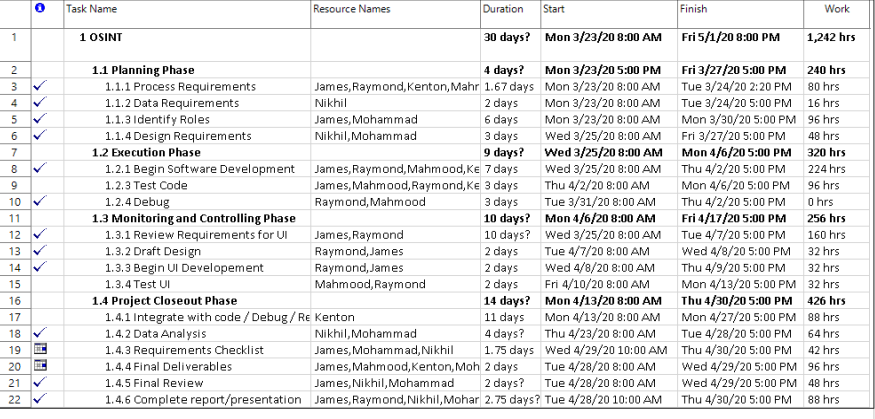 Task Name Resource Names Duration Start Finish Work
1 1 OSINT 30 days? Mon 3/23/20 8:00 AM Fri 5/1/20 8:00 PM 1,242 hrs
2 1.1 Planning Phase 4 days? Mon 3/23/20 5:00 PM Fri 3/27/20 5:00 PM 240 hrs
3 1.1.1 Process Requirements James,Raymond,Kenton,Mahr 1.67 days Mon 3/23/20 8:00 AM Tue 3/24/20 2:20 PM 80 hrs
4 1.1.2 Data Requirements Nikhil 2 days Mon 3/23/20 8:00 AM Tue 3/24/20 5:00 PM 16 hrs
5 1.1.3 Identify Roles James,Mohammad 6 days Mon 3/23/20 8:00 AM Mon 3/30/20 5:00 PM 96 hrs
6 1.1.4 Design Requirements Nikhil,Mohammad 3 days Wed 3/25/20 8:00 AM Fri 3/27/20 5:00 PM 48 hrs
7 1.2 Execution Phase 9 days? Wed 3/25/20 8:00 AM Mon 4/6/20 5:00 PM 320 hrs
8 1.2.1 Begin Software Development James,Raymond,Mahmood,Ke 7 days Wed 3/25/20 8:00 AM Thu 4/2/20 5:00 PM 224 hrs
9 1.2.3 Test Code James,Mahmood,Raymond,Ke 3 days Thu 4/2/20 8:00 AM Mon 4/6/20 5:00 PM 96 hrs
10 1.2.4 Debug Raymond,Mahmood 3 days Tue 3/31/20 8:00 AM Thu 4/2/20 5:00 PM 0 hrs
11 1.3 Monitoring and Controlling Phase 10 days? Mon 4/6/20 8:00 AM Fri 4/17/20 5:00 PM 256 hrs
12 1.3.1 Review Requirements for UI James,Raymond 10 days? Wed 3/25/20 8:00 AM Tue 4/7/20 5:00 PM 160 hrs
13 1.3.2 Draft Design Raymond,James 2 days Tue 4/7/20 8:00 AM Wed 4/8/20 5:00 PM 32 hrs
14 1.3.3 Begin UI Developement Raymond,James 2 days Wed 4/8/20 8:00 AM Thu 4/9/20 5:00 PM 32 hrs
15 1.3.4 Test UI Mahmood,Raymond 2 days Fri 4/10/20 8:00 AM Mon 4/13/20 5:00 PM 32 hrs
16 1.4 Project Closeout Phase 14 days? Mon 4/13/20 8:00 AM Thu 4/30/20 5:00 PM 426 hrs
17 1.4.1 Integrate with code / Debug / Re Kenton 11 days Mon 4/13/20 8:00 AM Mon 4/27/20 5:00 PM 88 hrs
18 1.4.2 Data Analysis Nikhil,Mohammad 4 days? Thu 4/23/20 8:00 AM Tue 4/28/20 5:00 PM 64 hrs
19 1.4.3 Requirements Checklist James,Mohammad,Nikhil 1.75 days Wed 4/29/20 10:00 AM Thu 4/30/20 5:00 PM 42 hrs
20 1.4.4 Final Deliverables James,Mahmood,Kenton,Moh 2 days Tue 4/28/20 8:00 AM Wed 4/29/20 5:00 PM 96 hrs
21 1.4.5 Final Review James,Nikhil,Mohammad 2 days? Tue 4/28/20 8:00 AM Wed 4/29/20 5:00 PM 48 hrs
22 1.4.6 Complete report/presentation James,Raymond,Nikhil,Mohar 2.75 days? Tue 4/28/20 10:00 AM Thu 4/30/20 5:00 PM 88 hrs